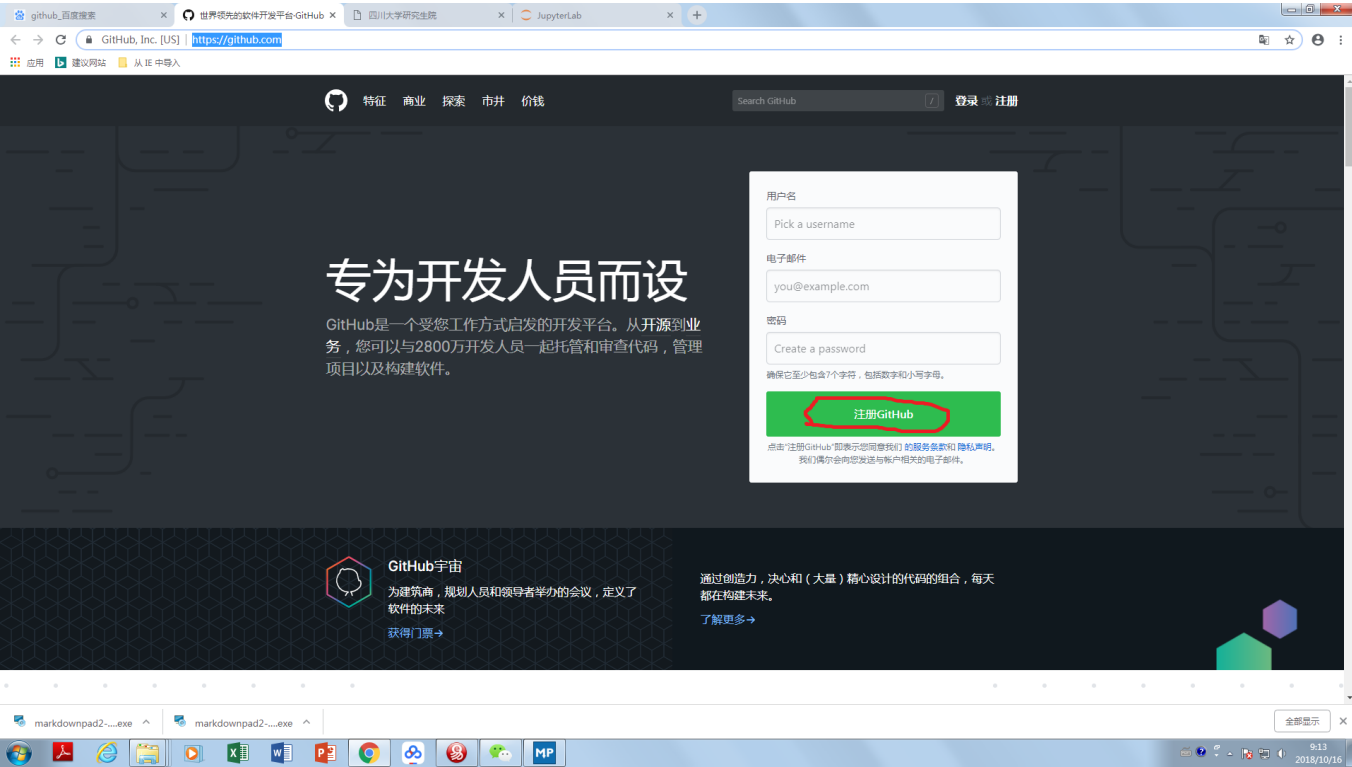 github_百度搜索
世界领先的软件开发平台·GitHub
四川大学研究生院
JupyterLab
GitHub, Inc. [US] | https://github.com
应用
建议网站
从 IE 中导入
特征 商业 探索 市井 价钱
Search GitHub /
登录 或 注册
专为开发人员而设
GitHub是一个受您工作方式启发的开发平台。从开源到业
务，您可以与2800万开发人员一起托管和审查代码，管理
项目以及构建软件。
用户名
Pick a username
电子邮件
you@example.com
密码
Create a password
确保它至少包含7个字符，包括数字和小写字母。
注册GitHub
点击“注册GitHub”即表示您同意我们 的服务条款和 隐私声明。
我们偶尔会向您发送与帐户相关的电子邮件。
GitHub宇宙
为建筑商，规划人员和领导者举办的会议，定义了
软件的未来
获得门票→
通过创造力，决心和（大量）精心设计的代码的组合，每天
都在构建未来。
了解更多→
markdownpad2-....exe
markdownpad2-....exe
全部显示
MP
9:13
2018/10/16